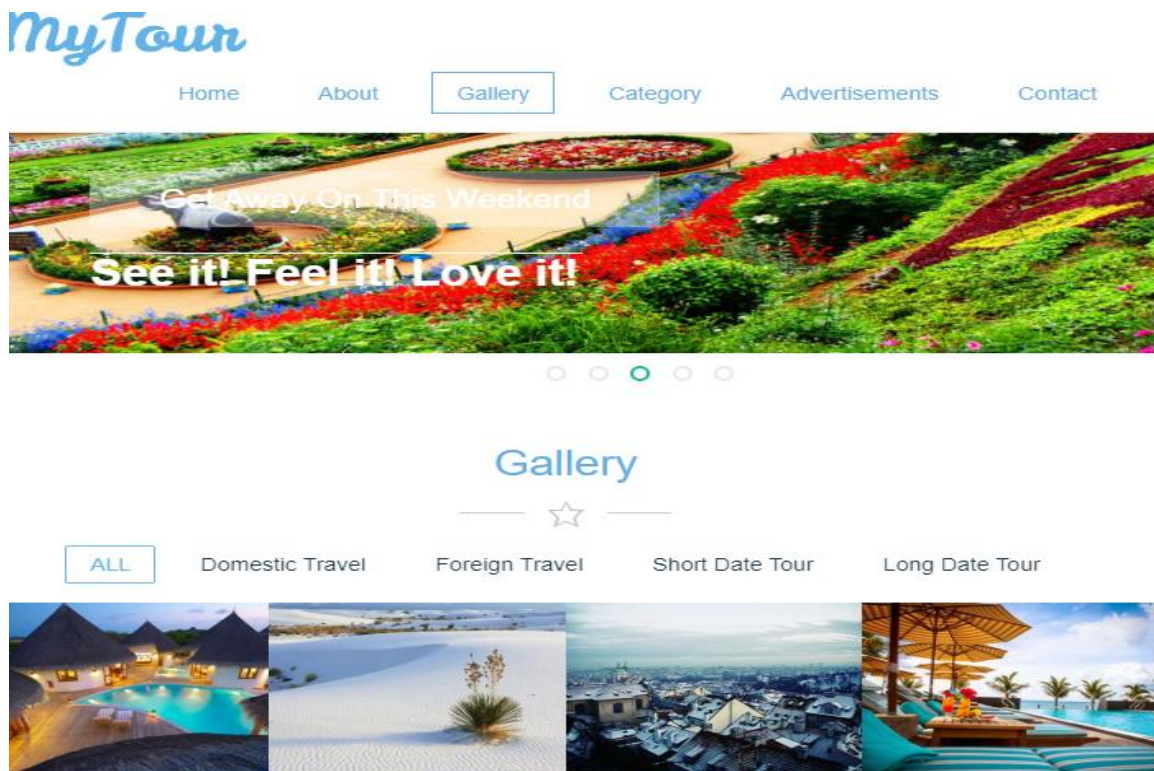 MyTour
Home About Gallery Category Advertisements Contact
Get Away On This Weekend
See it! Feel it! Love it!
Gallery
ALL Domestic Travel Foreign Travel Short Date Tour Long Date Tour